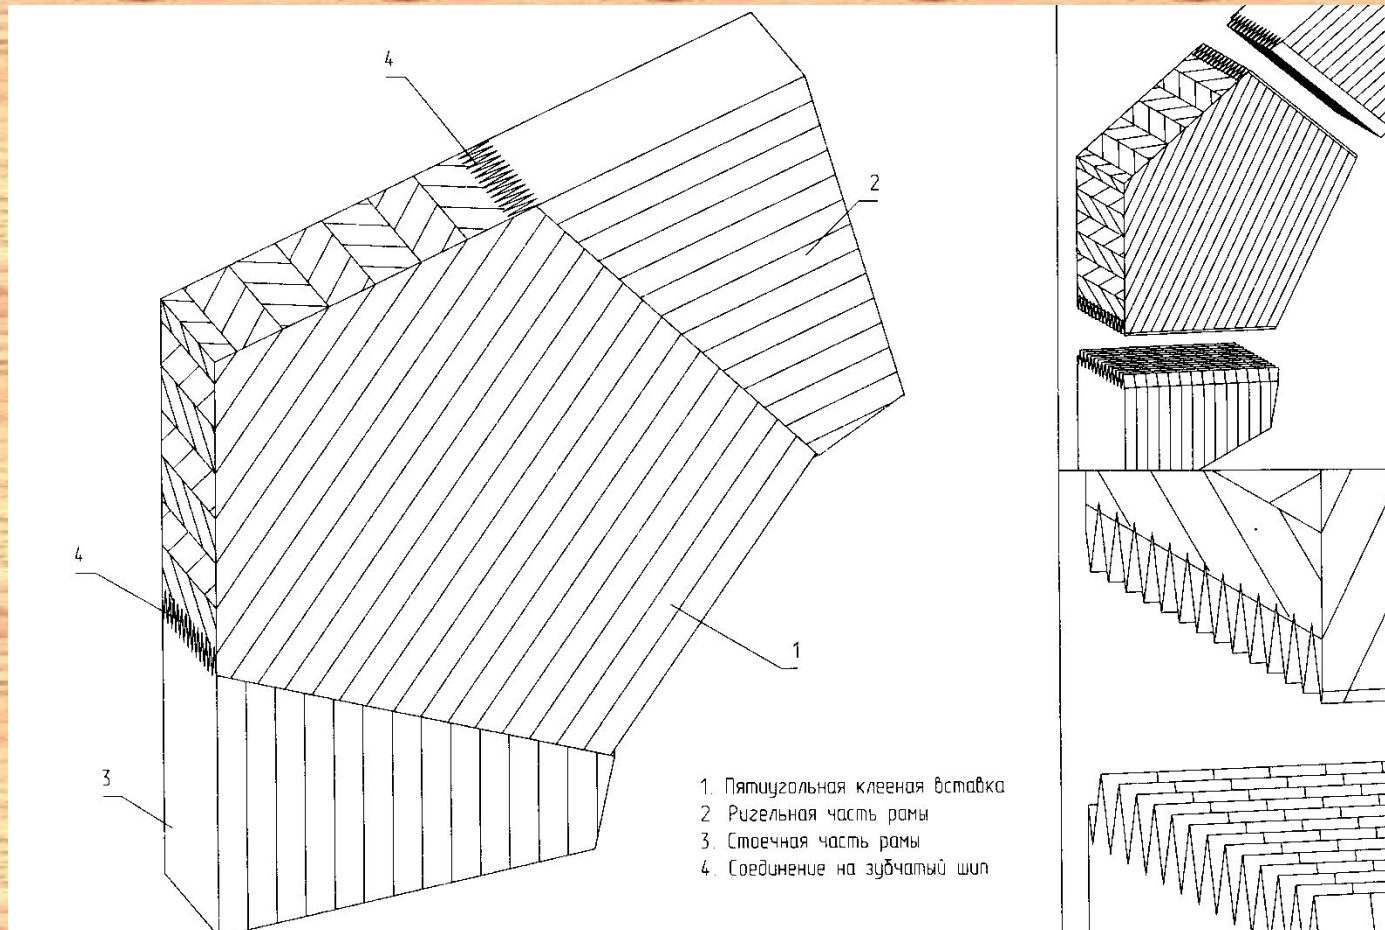 4
2
4
1
3
1. Пятиугольная клееная вставка
2 Ригельная часть рамы
3. Стоечная часть рамы
4. Соединение на зубчатый шип